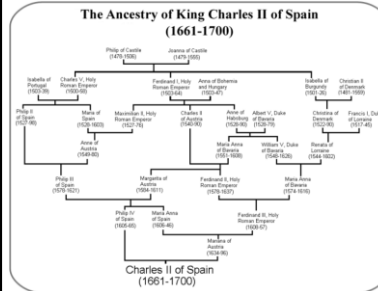 The Ancestry of King Charles II of Spain
(1661-1700)
Philip of Castile
(1478-1506)
Joanna of Castile
(1479-1555)
Isabella of
Portugal
(1503-39)
Charles V, Holy
Roman Emperor
(1500-58)
Ferdinand I, Holy
Roman Emperor
(1503-64)
Anne of Bohemia
and Hungary
(1503-47)
Isabella of
Burgundy
(1501-26)
Christian II
of Denmark
(1481-1559)
Philip II
of Spain
(1527-98)
Maria of
Spain
(1528-1603)
Maximilian II, Holy
Roman Emperor
(1527-76)
Charles II
of Austria
(1540-90)
Anne of
Habsburg
(1528-90)
Albert V, Duke
of Bavaria
(1528-79)
Christina of
Denmark
(1522-90)
Francis I, Duke
of Lorraine
(1517-45)
Anne of
Austria
(1549-80)
Maria of
Bavaria
(1551-1608)
William V, Duke
of Bavaria
(1548-1626)
Renata of
Lorraine
(1544-1602)
Philip III
of Spain
(1578-1621)
Margarita of
Austria
(1584-1611)
Ferdinand II, Holy
Roman Emperor
(1578-1637)
Maria Anna
of Bavaria
(1574-1616)
Philip IV
of Spain
(1605-65)
Maria Anna
of Spain
(1606-46)
Ferdinand III, Holy
Roman Emperor
(1608-57)
Mariana of
Austria
(1634-96)
Charles II of Spain
(1661-1700)